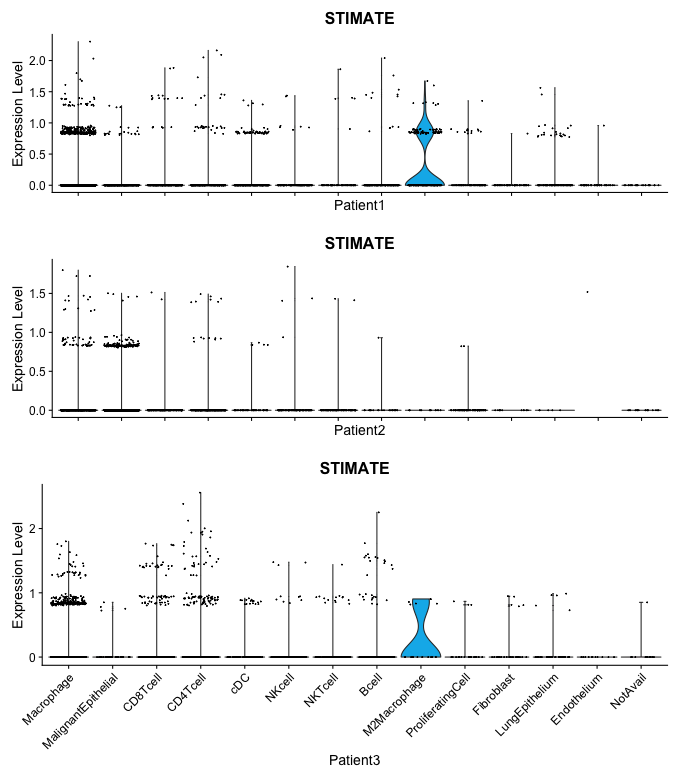 STIMATE
Expression Level
2.0
1.5
1.0
0.5
0.0
Patient1
STIMATE
Expression Level
1.5
1.0
0.5
0.0
Patient2
STIMATE
Expression Level
2
1
0
Macrophage
MalignantEpithelial
CD8Tcell
CD4Tcell
cDC
NKcell
NKTcell
Bcell
M2Macrophage
ProliferatingCell
Fibroblast
LungEpithelium
Endothelium
NotAvail
Patient3